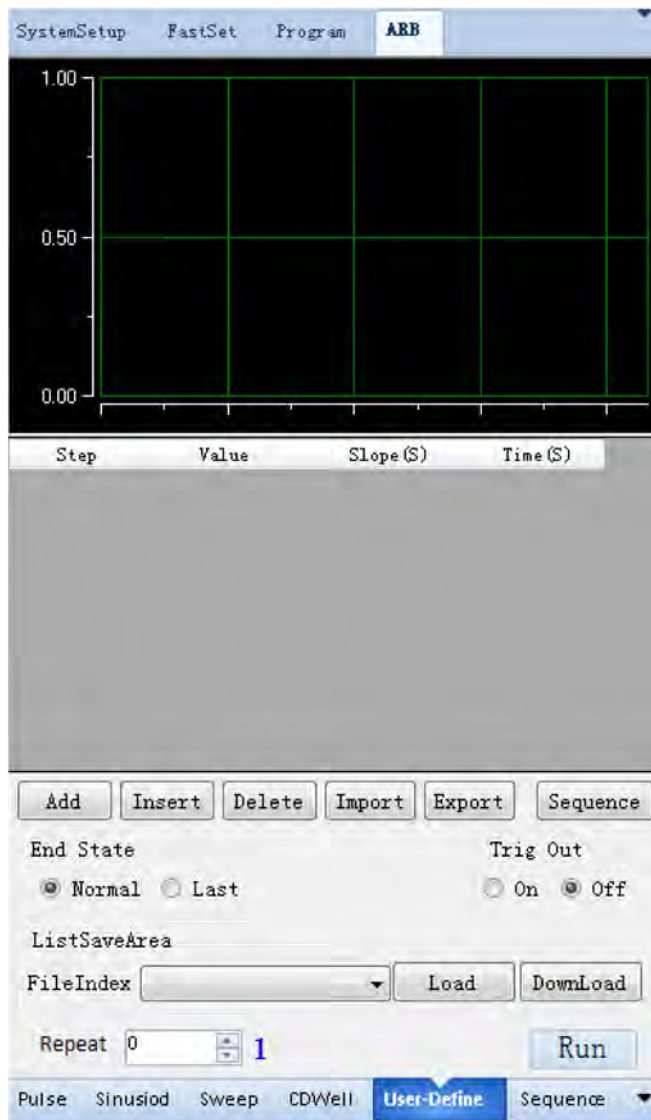 SystemSetup FastSet Program ARB
1.00
0.50
0.00
Step Value Slope(S) Time(S)
Add Insert Delete Import Export Sequence
End State Trig Out
Normal Last On Off
ListSaveArea
FileIndex Load DownLoad
Repeat 0 1 Run
Pulse Sinusiod Sweep CDWell User-Define Sequence